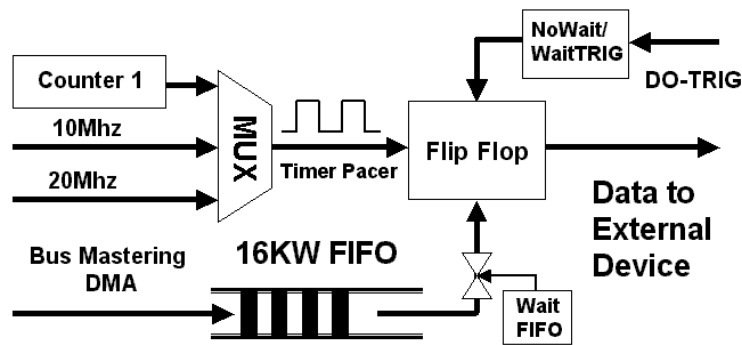 NoWait/
WaitTRIG
DO-TRIG
Counter 1
10Mhz
20Mhz
MUX
Timer Pacer
Flip Flop
Data to
External
Device
Bus Mastering
DMA
16KW FIFO
Wait
FIFO